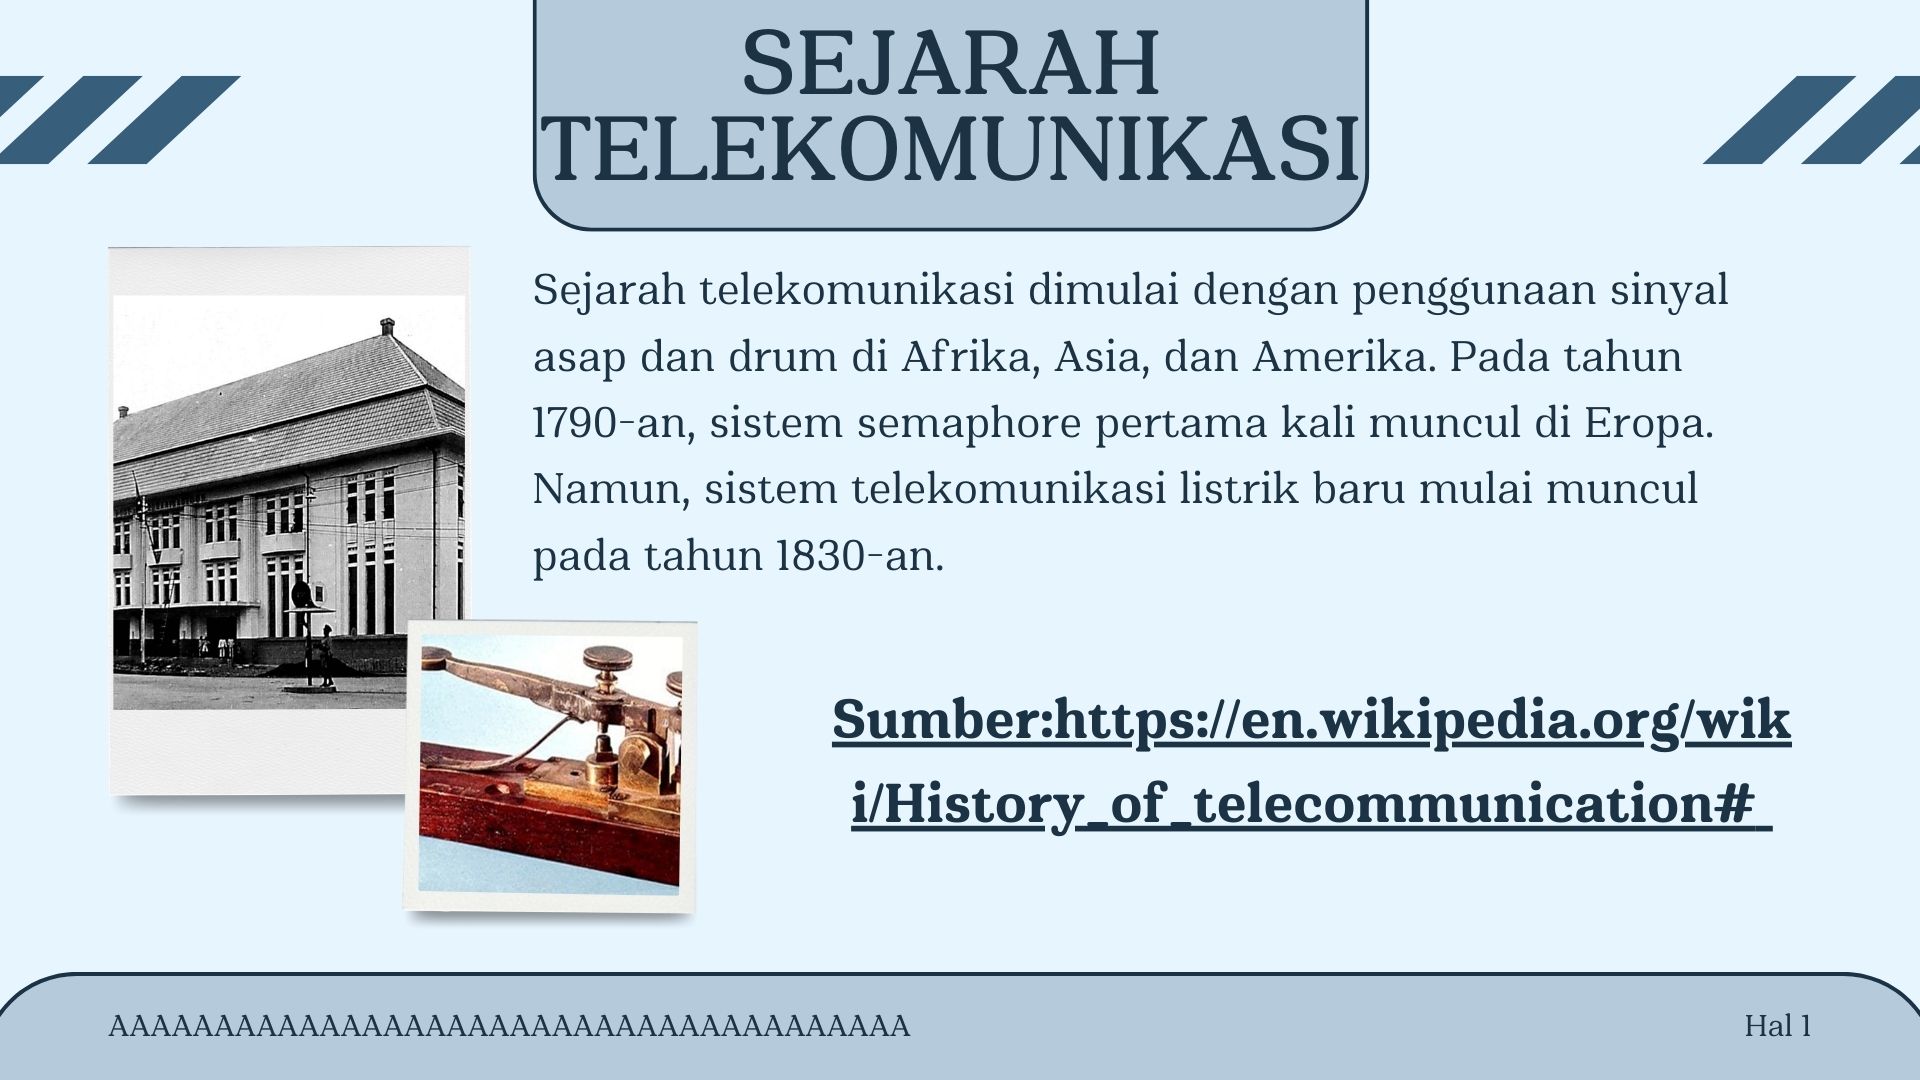 SEJARAH
TELEKOMUNIKASI
Sejarah telekomunikasi dimulai dengan penggunaan sinyal
asap dan drum di Afrika, Asia, dan Amerika. Pada tahun
1790-an, sistem semaphore pertama kali muncul di Eropa.
Namun, sistem telekomunikasi listrik baru mulai muncul
pada tahun 1830-an.
Sumber:https://en.wikipedia.org/wik
i/History_of_telecommunication#
AAAAAAAAAAAAAAAAAAAAAAAAAAAAAAAAAAAAAA
Hal 1